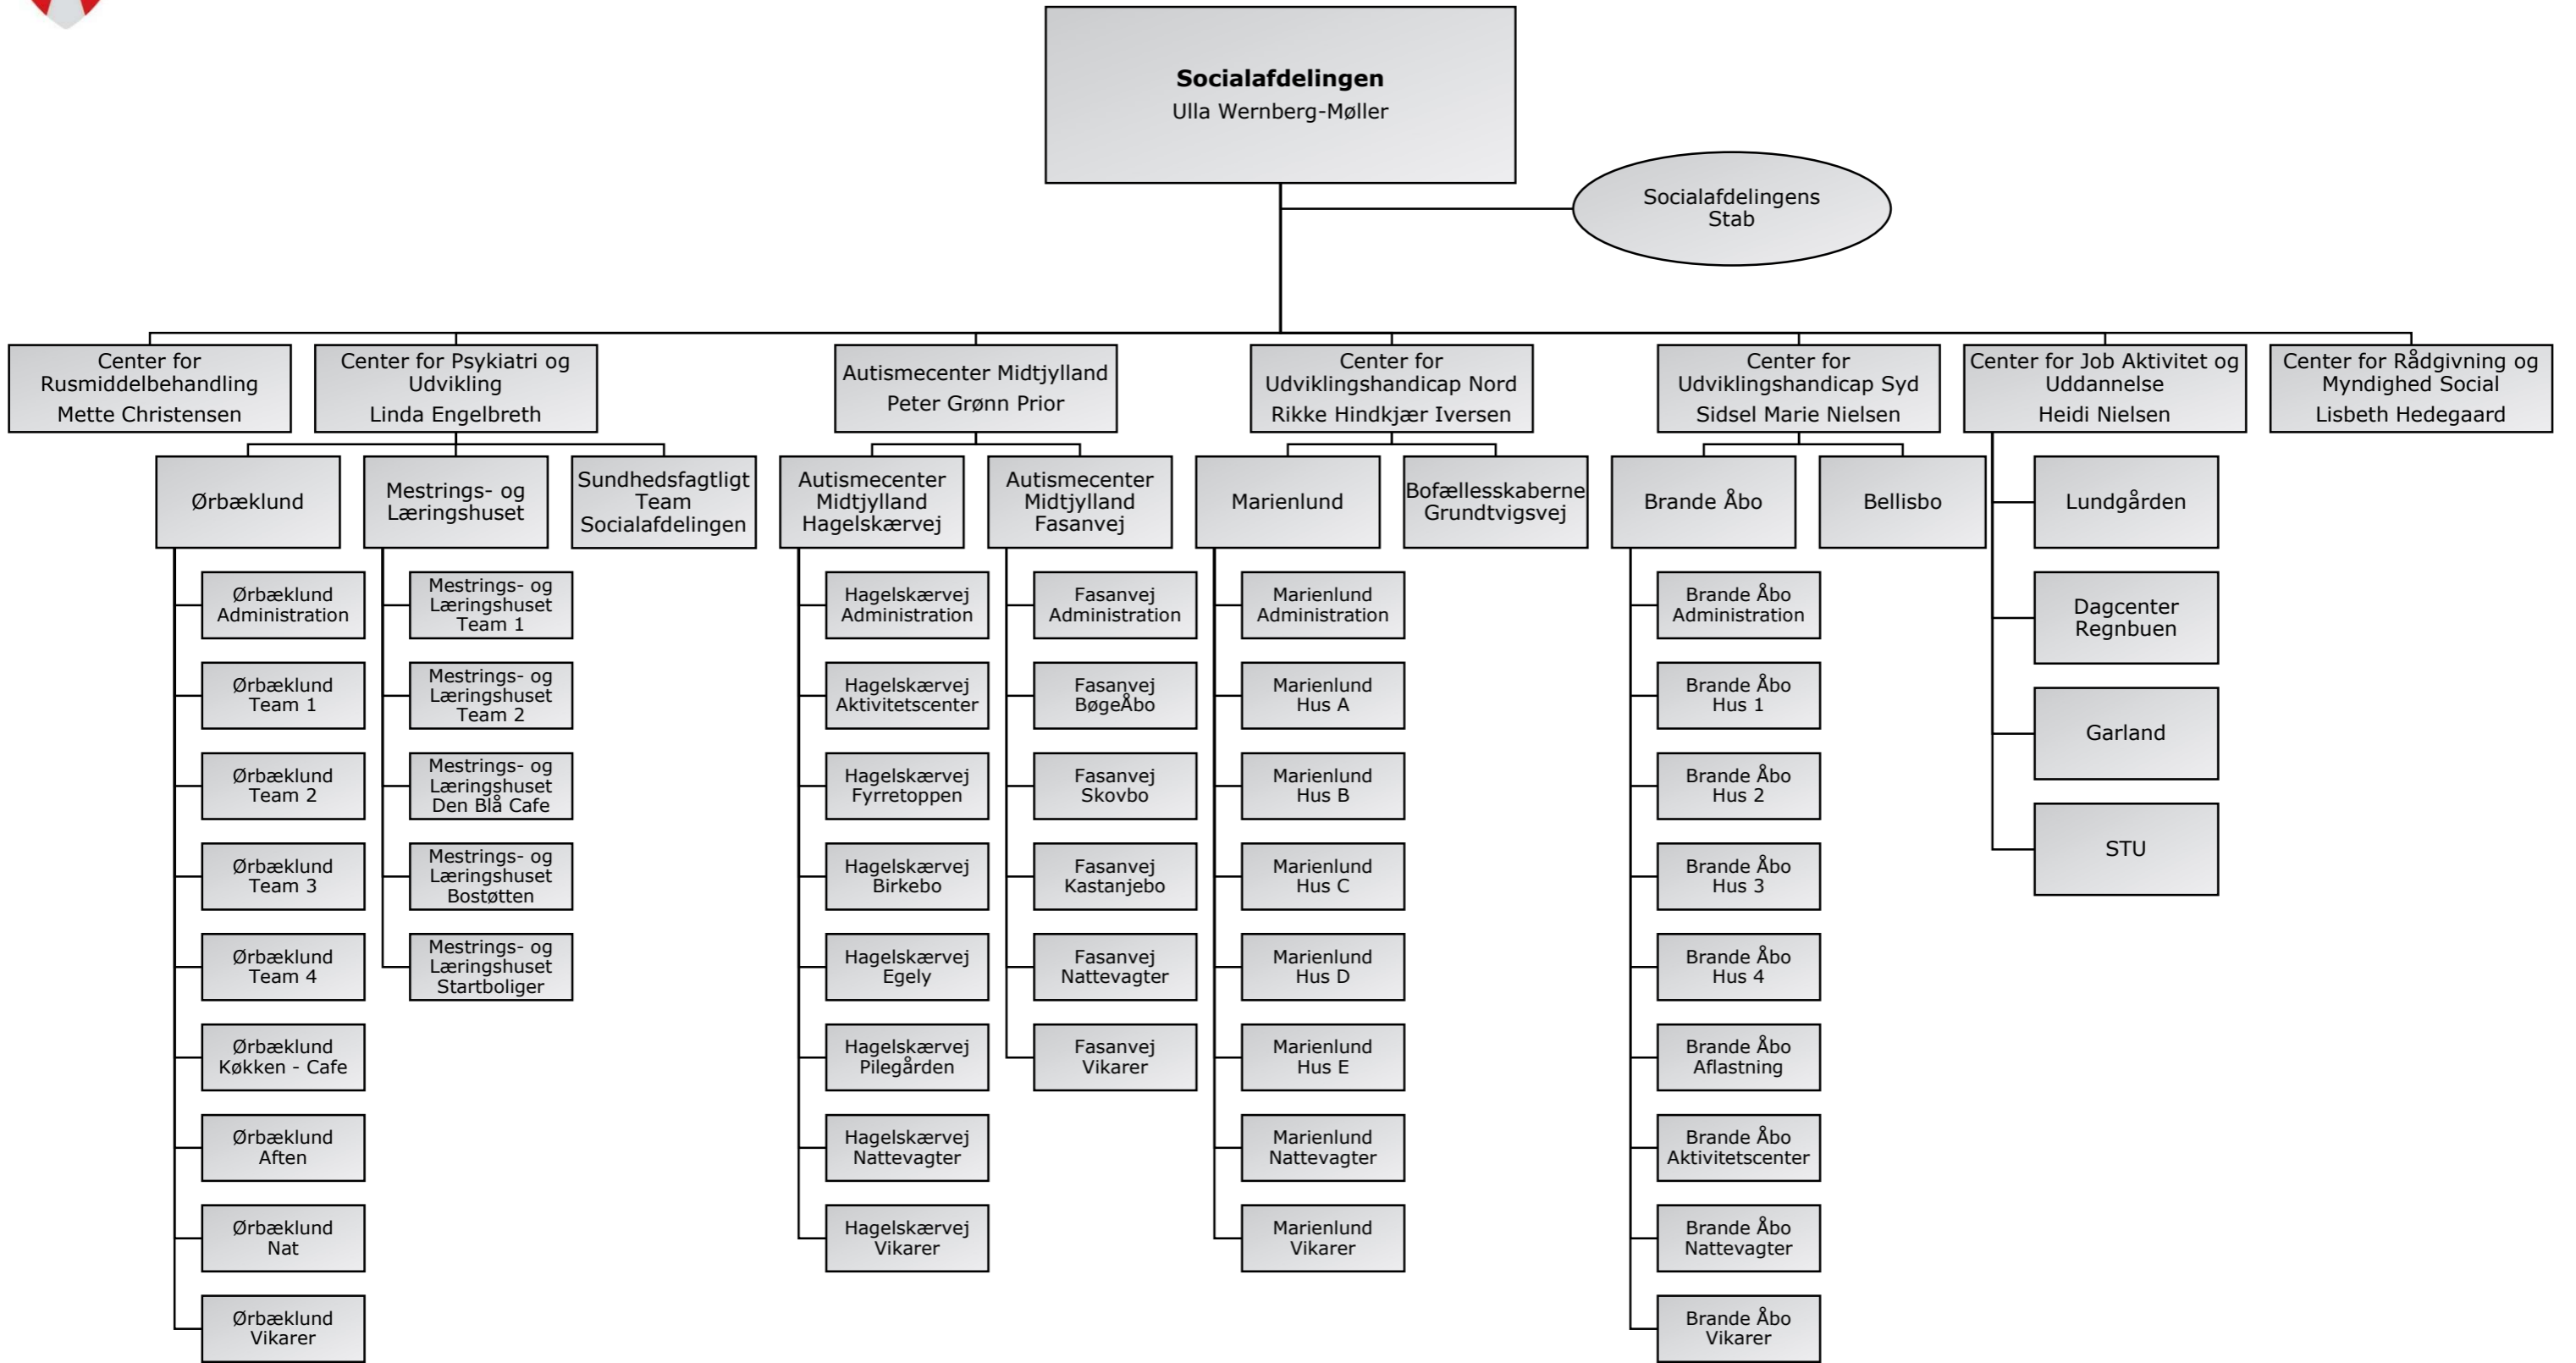 Socialafdelingen
Ulla Wernberg-Møller
Socialafdelingens
Stab
Center for
Rusmiddelbehandling
Mette Christensen
Center for Psykiatri og
Udvikling
Linda Engelbreth
Autismecenter Midtjylland
Peter Grønn Prior
Center for
Udviklingshandicap Nord
Rikke Hindkjær Iversen
Center for
Udviklingshandicap Syd
Sidsel Marie Nielsen
Center for Job Aktivitet og
Uddannelse
Heidi Nielsen
Center for Rådgivning og
Myndighed Social
Lisbeth Hedegaard
Ørbæklund
Mestrings- og
Læringshuset
Sundhedsfagtligt
Team
Socialafdelingen
Autismecenter
Midtjylland
Hagelskærvej
Autismecenter
Midtjylland
Fasanvej
Marienlund
Bofællesskaberne
Grundtvigsvej
Brande Åbo
Bellisbo
Lundgården
Dagcenter
Regnbuen
Garland
STU
Ørbæklund
Administration
Ørbæklund
Team 1
Ørbæklund
Team 2
Ørbæklund
Team 3
Ørbæklund
Team 4
Ørbæklund
Køkken - Cafe
Ørbæklund
Aften
Ørbæklund
Nat
Ørbæklund
Vikarer
Mestrings- og
Læringshuset
Team 1
Mestrings- og
Læringshuset
Team 2
Mestrings- og
Læringshuset
Den Blå Cafe
Mestrings- og
Læringshuset
Bostøtten
Mestrings- og
Læringshuset
Startboliger
Hagelskærvej
Administration
Hagelskærvej
Aktivitetscenter
Hagelskærvej
Fyrretoppen
Hagelskærvej
Birkebo
Hagelskærvej
Egely
Hagelskærvej
Pilegården
Hagelskærvej
Nattevagter
Hagelskærvej
Vikarer
Fasanvej
Administration
Fasanvej
BøgeÅbo
Fasanvej
Skovbo
Fasanvej
Kastanjebo
Fasanvej
Nattevagter
Fasanvej
Vikarer
Marienlund
Administration
Marienlund
Hus A
Marienlund
Hus B
Marienlund
Hus C
Marienlund
Hus D
Marienlund
Hus E
Marienlund
Nattevagter
Marienlund
Vikarer
Brande Åbo
Administration
Brande Åbo
Hus 1
Brande Åbo
Hus 2
Brande Åbo
Hus 3
Brande Åbo
Hus 4
Brande Åbo
Aflastning
Brande Åbo
Aktivitetscenter
Brande Åbo
Nattevagter
Brande Åbo
Vikarer